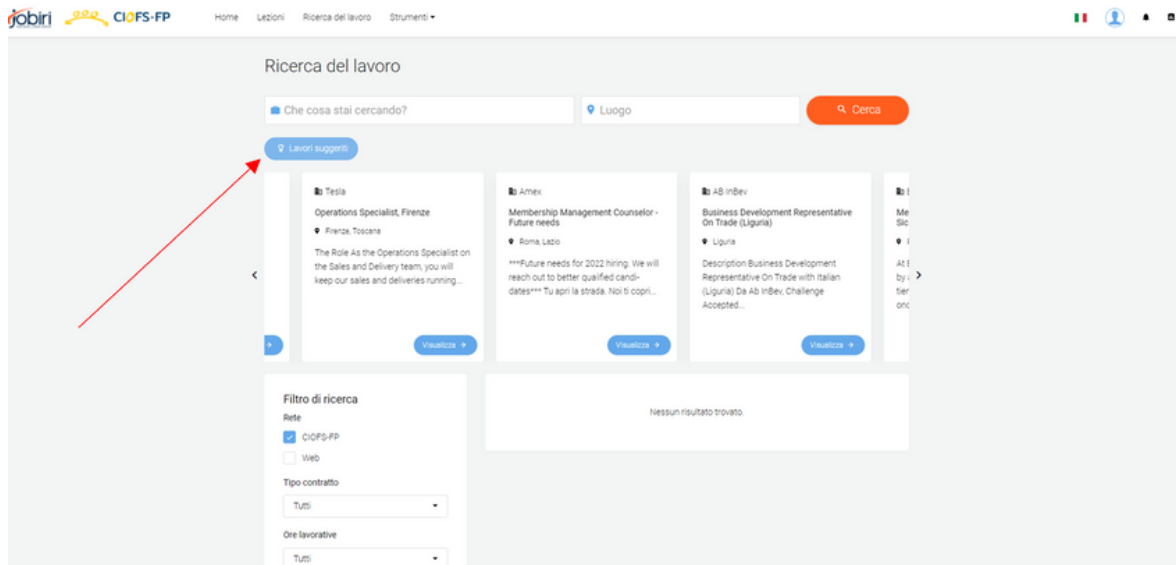 jobiri CIOFS-FP Home Lezioni Ricerca del lavoro Strumenti
Ricerca del lavoro
Che cosa stai cercando? Luogo Cerca
Lavori suggeriti
Tesla
Operations Specialist, Firenze
Firenze, Toscana
The Role As the Operations Specialist on
the Sales and Delivery team, you will
keep our sales and deliveries running...
Visualizza
Amex
Membership Management Counselor -
Future needs
Roma, Lazio
***Future needs for 2022 hiring. We will
reach out to better qualified candi-
dates*** Tu apri la strada. Noi ti copri...
Visualizza
AB InBev
Business Development Representative
On Trade (Liguria)
Liguria
Description Business Development
Representative On Trade with Italian
(Liguria) Da Ab InBev, Challenge
Accepted...
Visualizza
Me
Sic
At
by
tier
onc
Filtro di ricerca
Rete
CIOFS-FP
Web
Tipo contratto
Tutti
Ore lavorative
Tutti
Nessun risultato trovato.